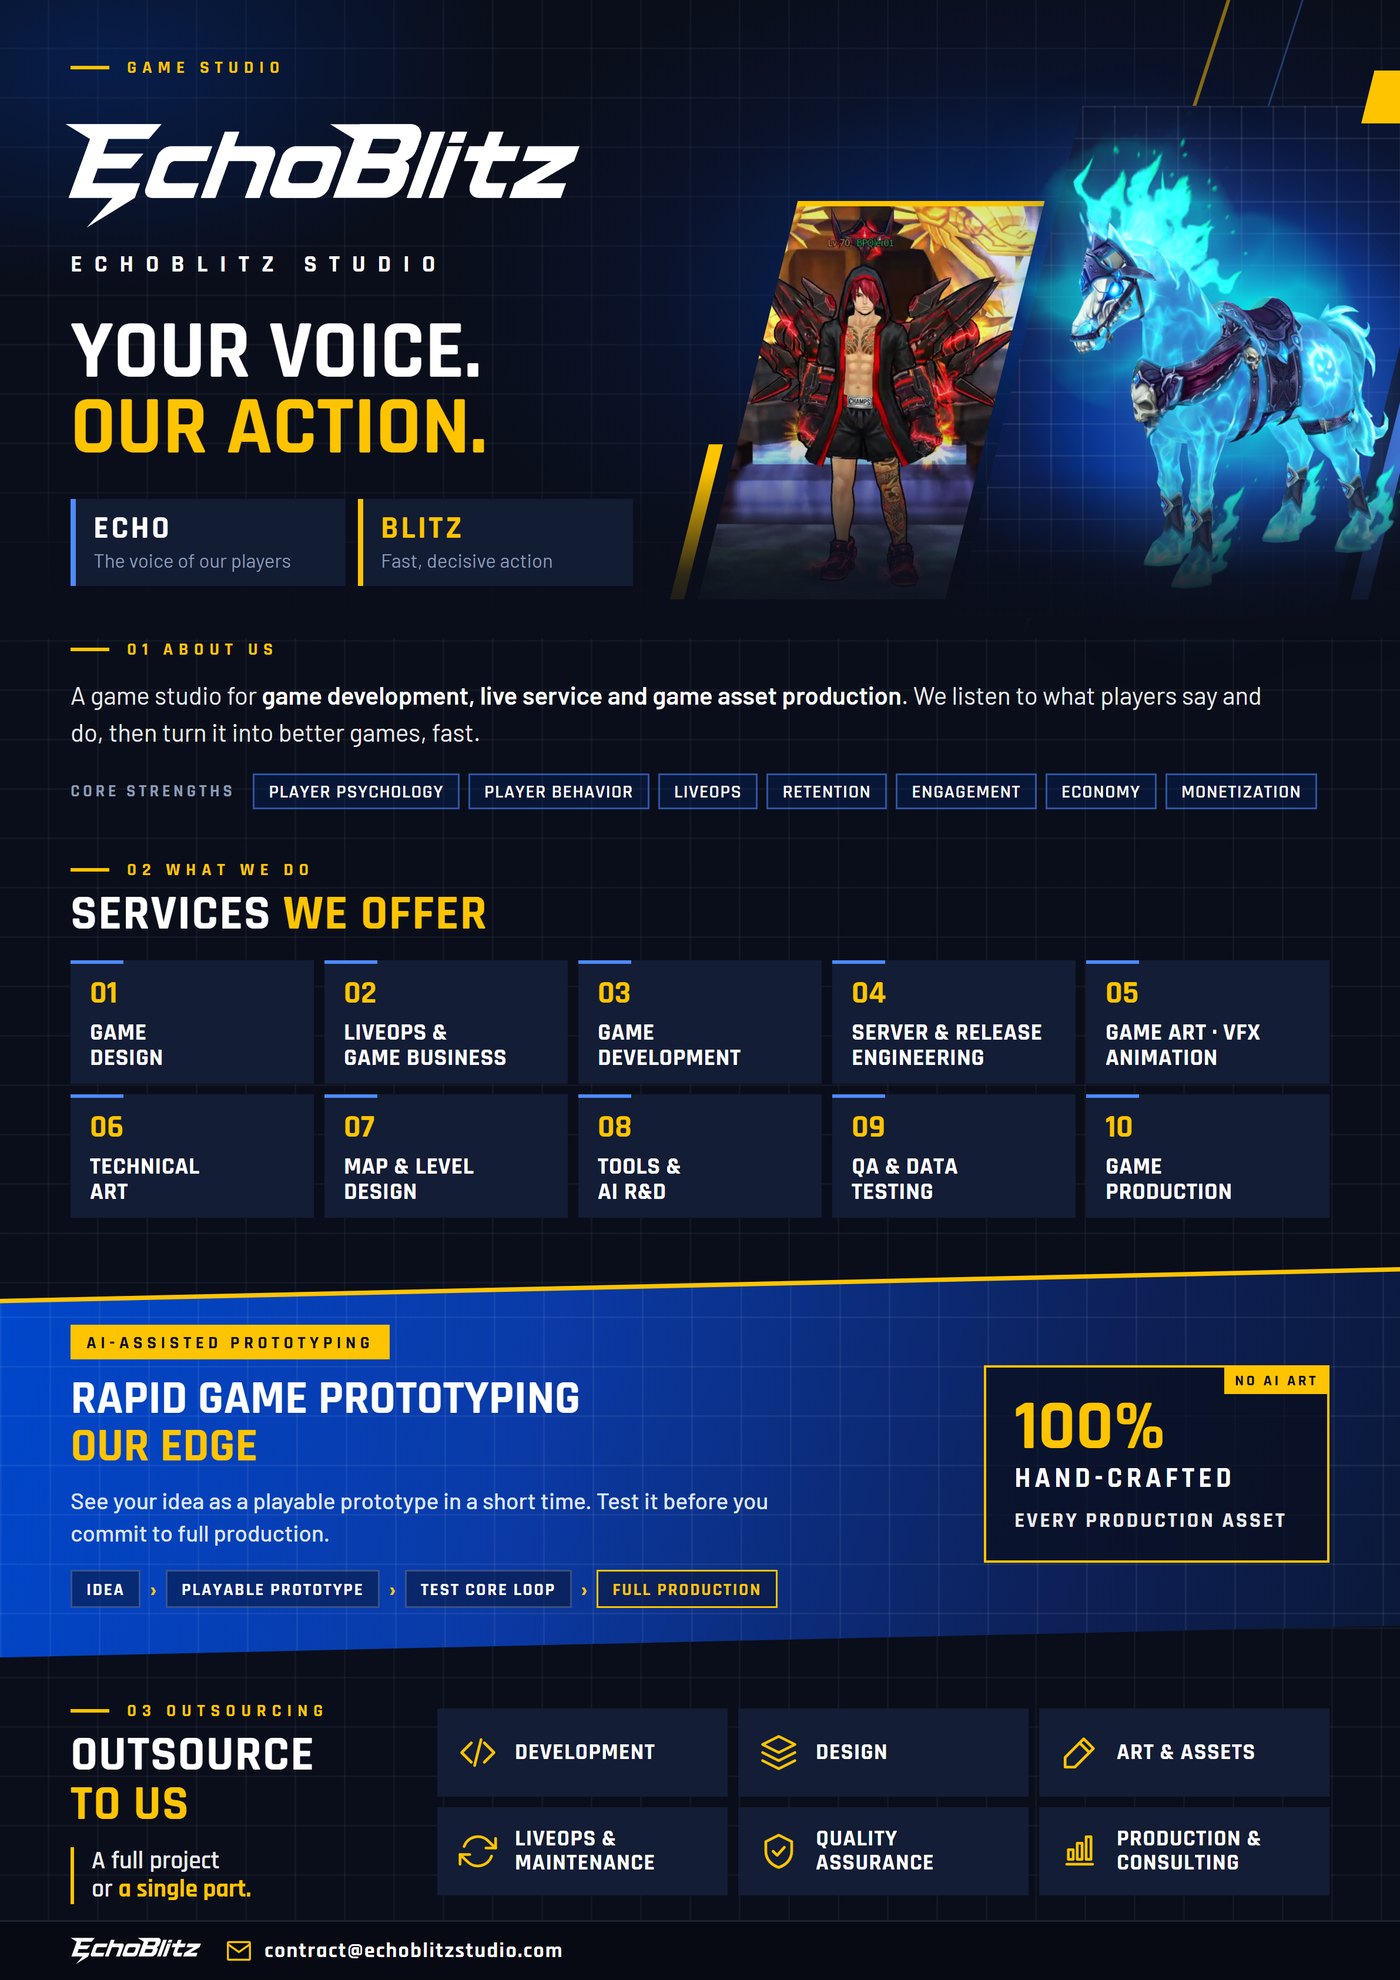 GAME STUDIO
EchoBlitz
ECHOBLITZ STUDIO
YOUR VOICE.
OUR ACTION.
ECHO
The voice of our players
BLITZ
Fast, decisive action
CHAMPS
01 ABOUT US
A game studio for game development, live service and game asset production. We listen to what players say and
do, then turn it into better games, fast.
CORE STRENGTHS
PLAYER PSYCHOLOGY
PLAYER BEHAVIOR
LIVEOPS
RETENTION
ENGAGEMENT
ECONOMY
MONETIZATION
02 WHAT WE DO
SERVICES WE OFFER
01
GAME
DESIGN
02
LIVEOPS &
GAME BUSINESS
03
GAME
DEVELOPMENT
04
SERVER & RELEASE
ENGINEERING
05
GAME ART · VFX
ANIMATION
06
TECHNICAL
ART
07
MAP & LEVEL
DESIGN
08
TOOLS &
AI R&D
09
QA & DATA
TESTING
10
GAME
PRODUCTION
AI-ASSISTED PROTOTYPING
RAPID GAME PROTOTYPING
OUR EDGE
See your idea as a playable prototype in a short time. Test it before you
commit to full production.
IDEA › PLAYABLE PROTOTYPE › TEST CORE LOOP › FULL PRODUCTION
NO AI ART
100%
HAND-CRAFTED
EVERY PRODUCTION ASSET
03 OUTSOURCING
OUTSOURCE
TO US
A full project
or a single part.
DEVELOPMENT
DESIGN
ART & ASSETS
LIVEOPS &
MAINTENANCE
QUALITY
ASSURANCE
PRODUCTION &
CONSULTING
EchoBlitz
contract@echoblitzstudio.com